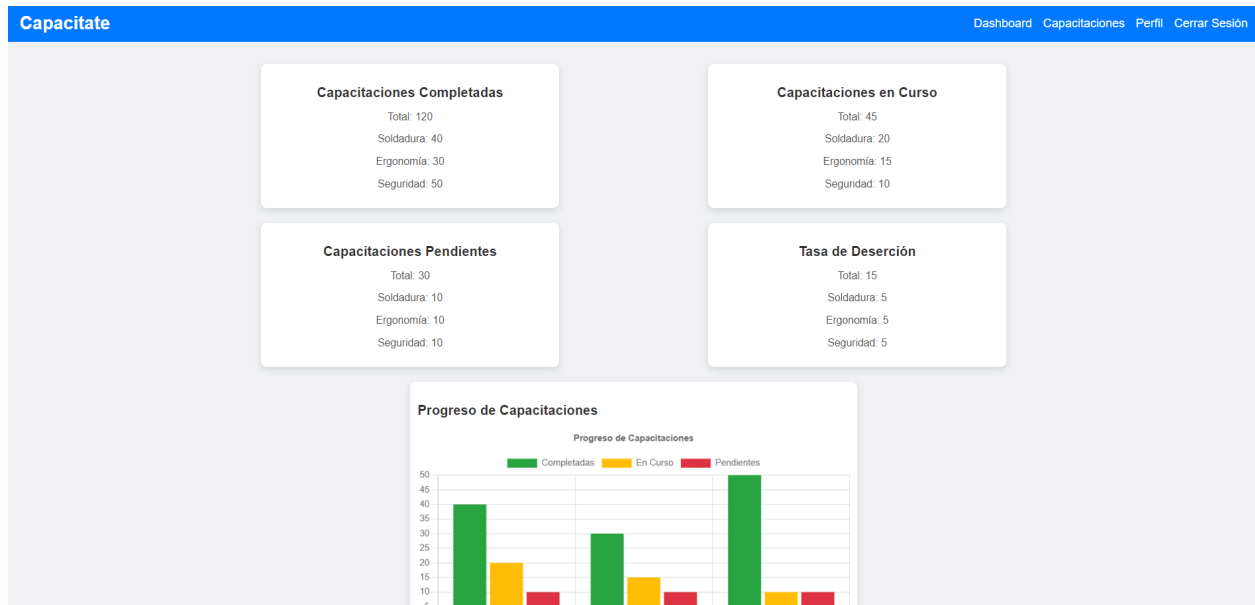 Capacitate
Dashboard Capacitaciones Perfil Cerrar Sesión
Capacitaciones Completadas
Total: 120
Soldadura: 40
Ergonomía: 30
Seguridad: 50
Capacitaciones en Curso
Total: 45
Soldadura: 20
Ergonomía: 15
Seguridad: 10
Capacitaciones Pendientes
Total: 30
Soldadura: 10
Ergonomía: 10
Seguridad: 10
Tasa de Deserción
Total: 15
Soldadura: 5
Ergonomía: 5
Seguridad: 5
Progreso de Capacitaciones
Progreso de Capacitaciones
Completadas En Curso Pendientes
50
45
40
35
30
25
20
15
10
5